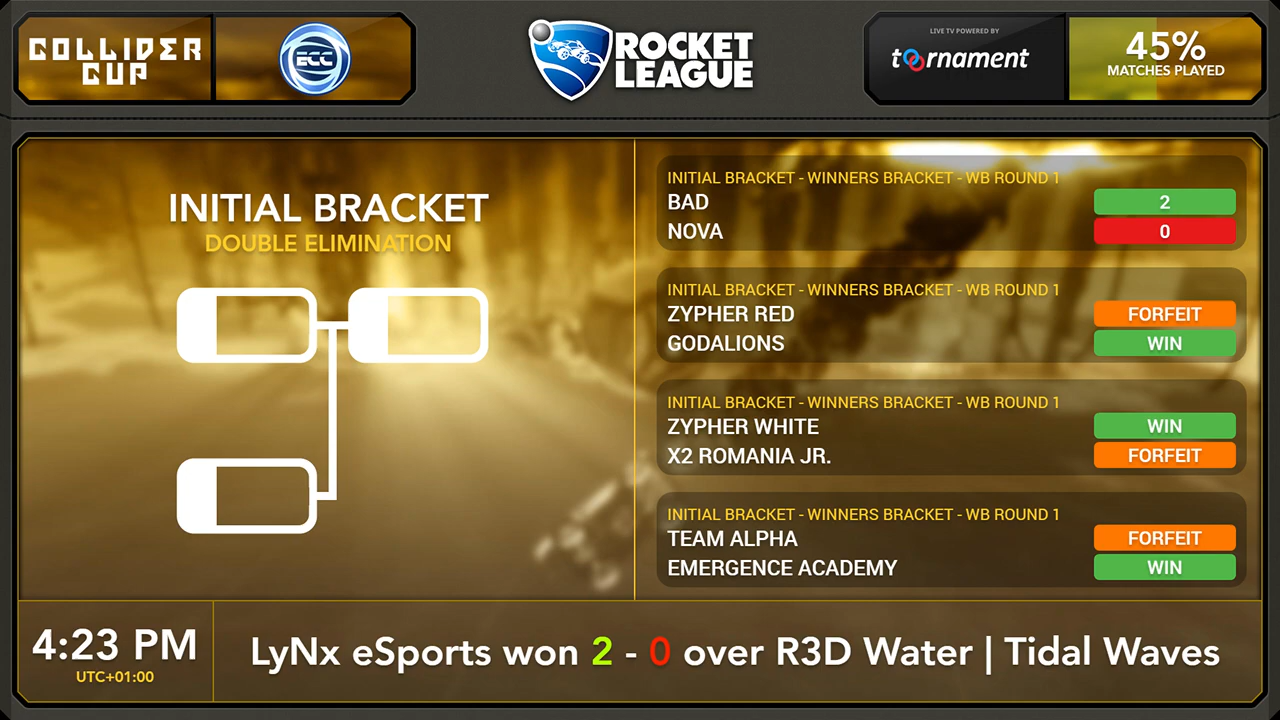 COLLIDER
CUP
ECC
ROCKET
LEAGUE
LIVE TV POWERED BY
toornament
45%
MATCHES PLAYED
INITIAL BRACKET
DOUBLE ELIMINATION
INITIAL BRACKET - WINNERS BRACKET - WB ROUND 1
BAD 2
NOVA 0
INITIAL BRACKET - WINNERS BRACKET - WB ROUND 1
ZYPHER RED FORFEIT
GODALIONS WIN
INITIAL BRACKET - WINNERS BRACKET - WB ROUND 1
ZYPHER WHITE WIN
X2 ROMANIA JR. FORFEIT
INITIAL BRACKET - WINNERS BRACKET - WB ROUND 1
TEAM ALPHA FORFEIT
EMERGENCE ACADEMY WIN
4:23 PM
UTC+01:00
LyNx eSports won 2 - 0 over R3D Water | Tidal Waves